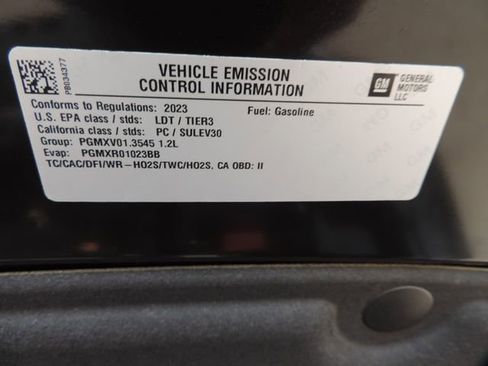 VEHICLE EMISSION
CONTROL INFORMATION
GM
GENERAL
MOTORS
LLC
Conforms to Regulations: 2023
Fuel: Gasoline
U.S. EPA class / stds: LDT / TIER3
California class / stds: PC / SULEV30
Group: PGMXV01.3545 1.2L
Evap: PGMXR01023BB
TC/CAC/DFI/WR-HO2S/TWC/HO2S, CA OBD: II
PB034377